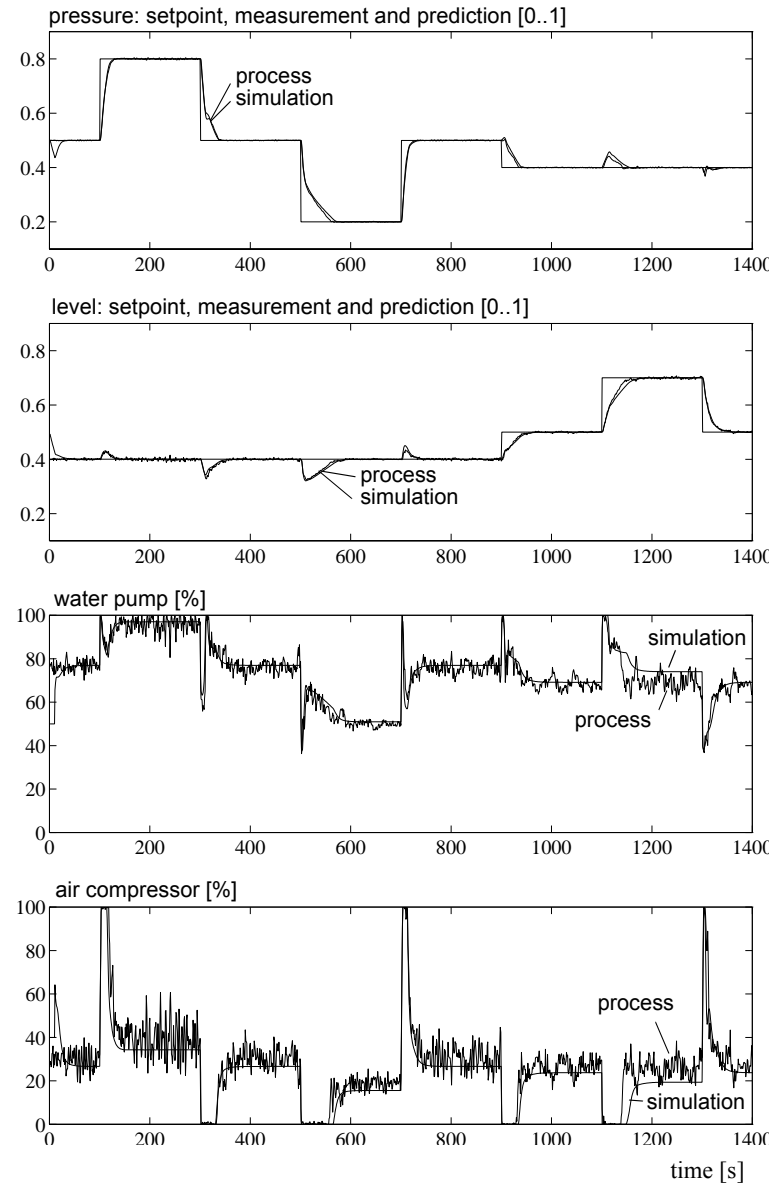 pressure: setpoint, measurement and prediction [0..1]
0.8
0.6
0.4
0.2
process
simulation
0 200 400 600 800 1000 1200 1400
level: setpoint, measurement and prediction [0..1]
0.8
0.6
0.4
0.2
process
simulation
0 200 400 600 800 1000 1200 1400
water pump [%]
100
80
60
40
20
0
simulation
process
0 200 400 600 800 1000 1200 1400
air compressor [%]
100
80
60
40
20
0
process
simulation
0 200 400 600 800 1000 1200 1400
time [s]